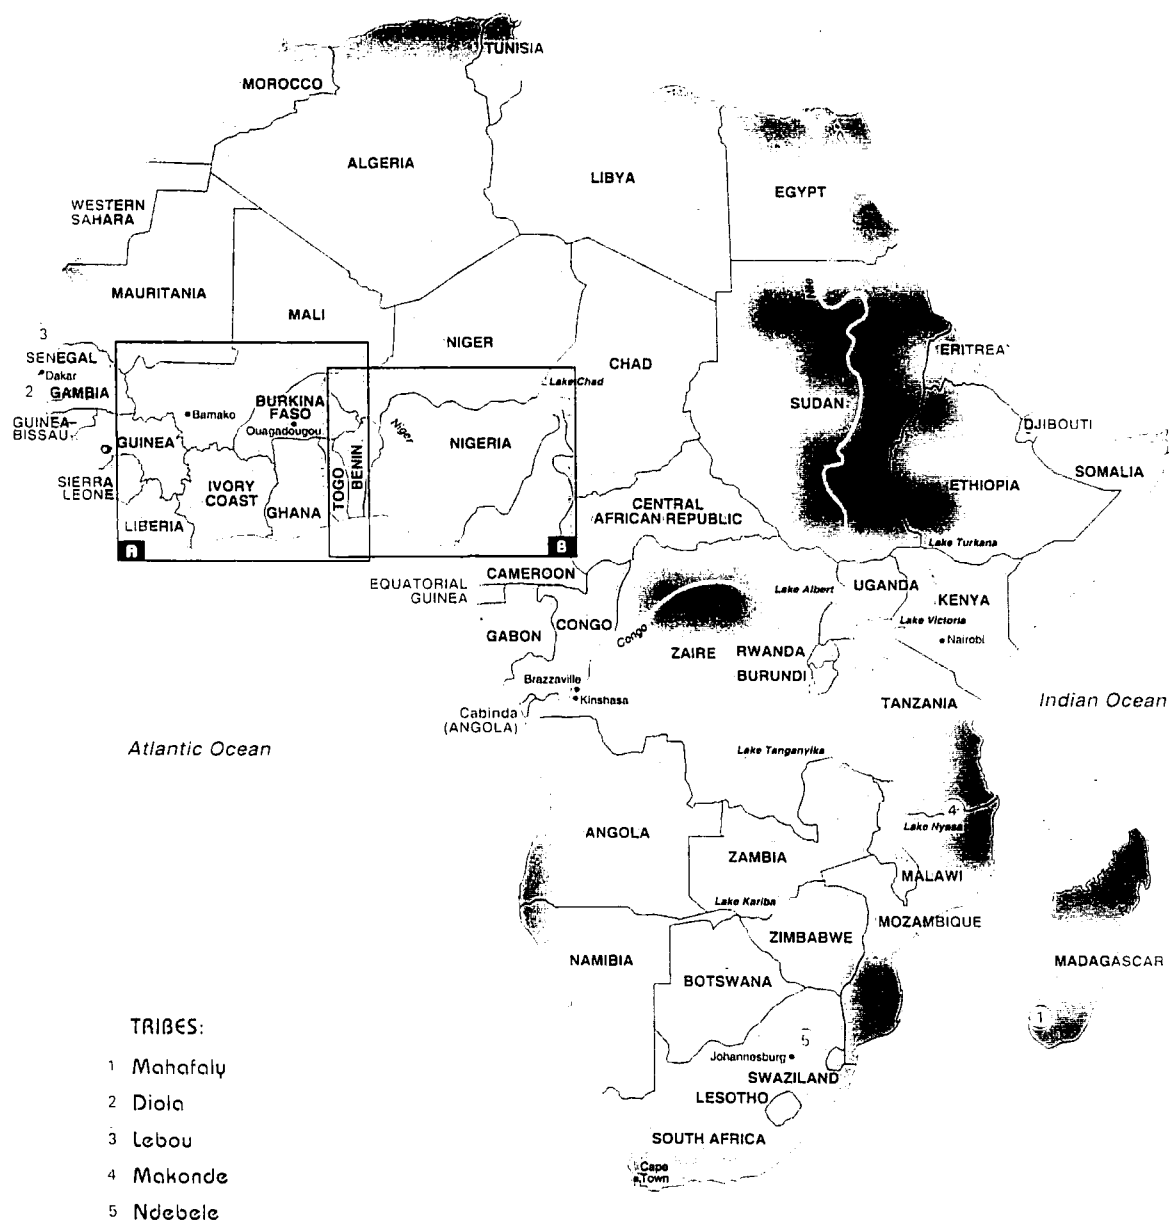 TUNISIA
MOROCCO
ALGERIA
LIBYA
EGYPT
WESTERN
SAHARA
MAURITANIA
MALI
NIGER
CHAD
Nile
ERITREA
3
SENEGAL
Dakar
2 GAMBIA
GUINEA-
BISSAU
GUINEA
Bamako
BURKINA
FASO
Ouagadougou
Niger
Lake Chad
NIGERIA
SUDAN
DJIBOUTI
SOMALIA
ETHIOPIA
SIERRA
LEONE
IVORY
COAST
GHANA
TOGO
BENIN
LIBERIA
A
B
CENTRAL
AFRICAN REPUBLIC
Lake Turkana
CAMEROON
EQUATORIAL
GUINEA
Lake Albert
UGANDA
KENYA
CONGO
Congo
GABON
Lake Victoria
Nairobi
ZAIRE
RWANDA
BURUNDI
Brazzaville
Kinshasa
Cabinda
(ANGOLA)
TANZANIA
Indian Ocean
Atlantic Ocean
Lake Tanganyika
4
Lake Nyasa
ANGOLA
ZAMBIA
MALAWI
Lake Kariba
MOZAMBIQUE
ZIMBABWE
NAMIBIA
BOTSWANA
MADAGASCAR
1
5
Johannesburg
SWAZILAND
LESOTHO
SOUTH AFRICA
Cape
Town
TRIBES:
1 Mahafaly
2 Diola
3 Lebou
4 Makonde
5 Ndebele